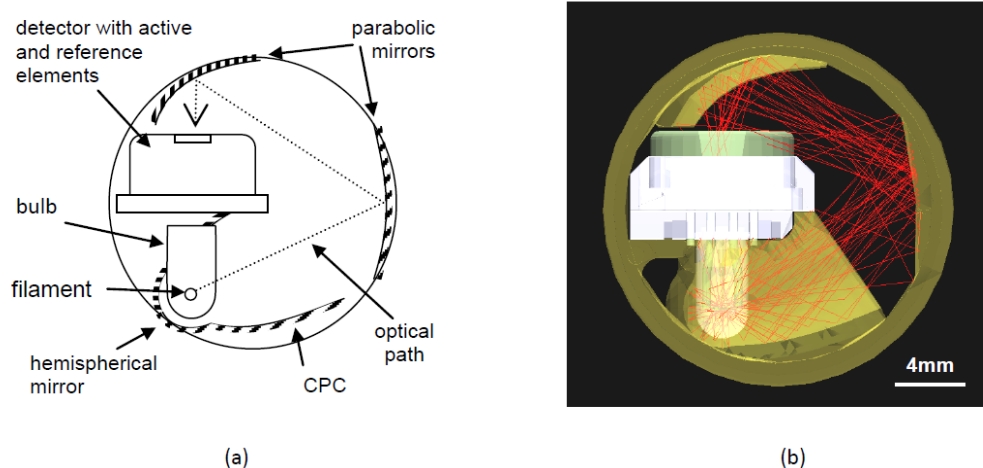 detector with active
and reference
elements
parabolic
mirrors
bulb
filament
hemispherical
mirror
CPC
optical
path
4mm
(a)
(b)